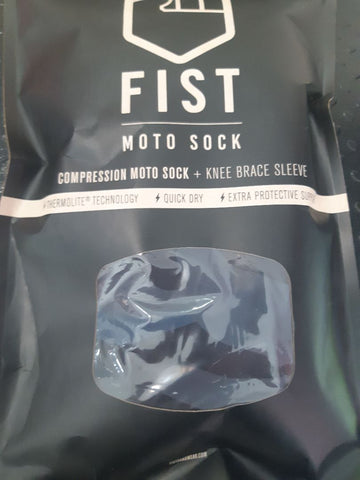 FIST
MOTO SOCK
COMPRESSION MOTO SOCK + KNEE BRACE SLEEVE
THERMOLITE® TECHNOLOGY QUICK DRY EXTRA PROTECTIVE